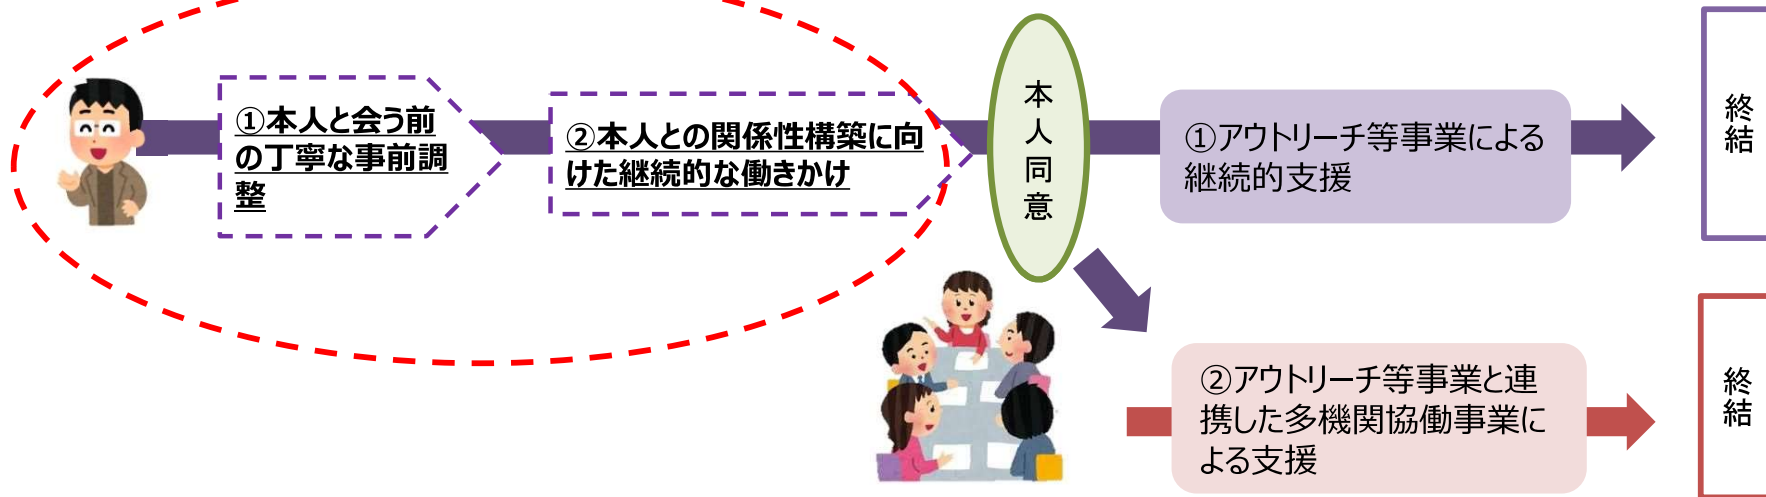 ①本人と会う前
の丁寧な事前調
整
②本人との関係性構築に向
けた継続的な働きかけ
本人同意
①アウトリーチ等事業による
継続的支援
終結
②アウトリーチ等事業と連
携した多機関協働事業に
よる支援
終結